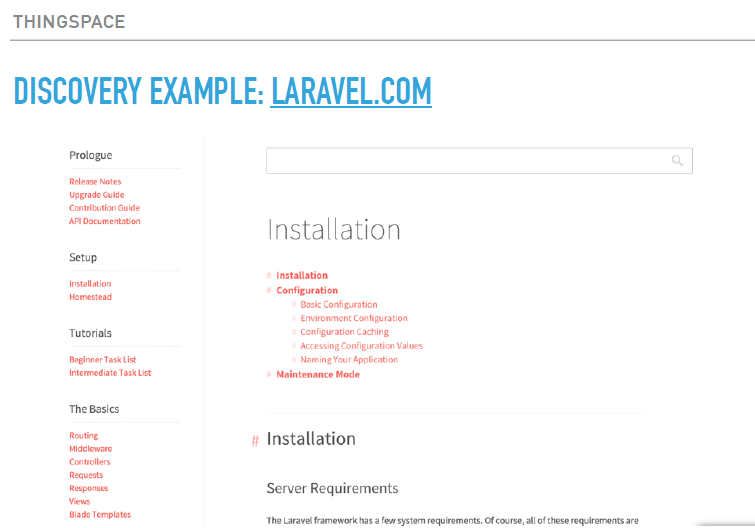 THINGSPACE
DISCOVERY EXAMPLE: LARAVEL.COM
Prologue
Release Notes
Upgrade Guide
Contribution Guide
API Documentation
Setup
Installation
Homestead
Tutorials
Beginner Task List
Intermediate Task List
The Basics
Routing
Middleware
Controllers
Requests
Responses
Views
Blade Templates
Installation
# Installation
# Configuration
# Basic Configuration
# Environment Configuration
# Configuration Caching
# Accessing Configuration Values
# Naming Your Application
# Maintenance Mode
# Installation
Server Requirements
The Laravel framework has a few system requirements. Of course, all of these requirements are